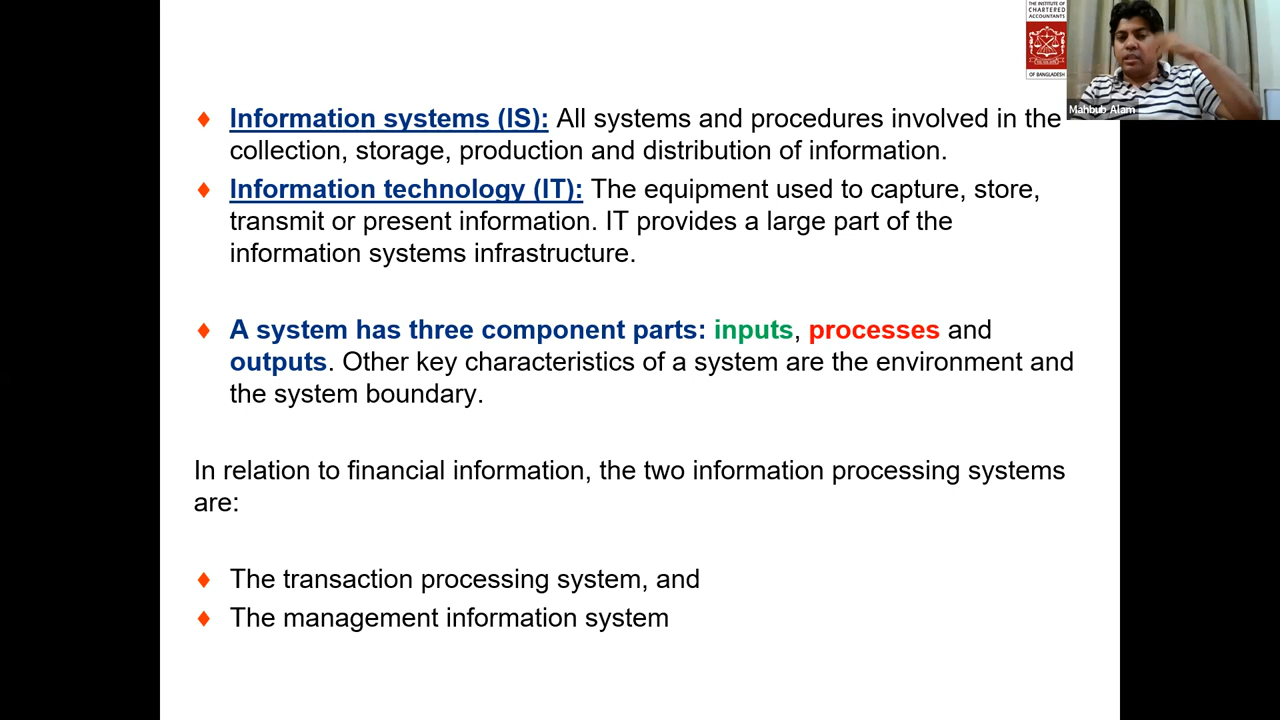 THE INSTITUTE OF
CHARTERED
ACCOUNTANTS
OF BANGLADESH
Mahbub Alam
Information systems (IS): All systems and procedures involved in the
collection, storage, production and distribution of information.
Information technology (IT): The equipment used to capture, store,
transmit or present information. IT provides a large part of the
information systems infrastructure.
A system has three component parts: inputs, processes and
outputs. Other key characteristics of a system are the environment and
the system boundary.
In relation to financial information, the two information processing systems
are:
The transaction processing system, and
The management information system